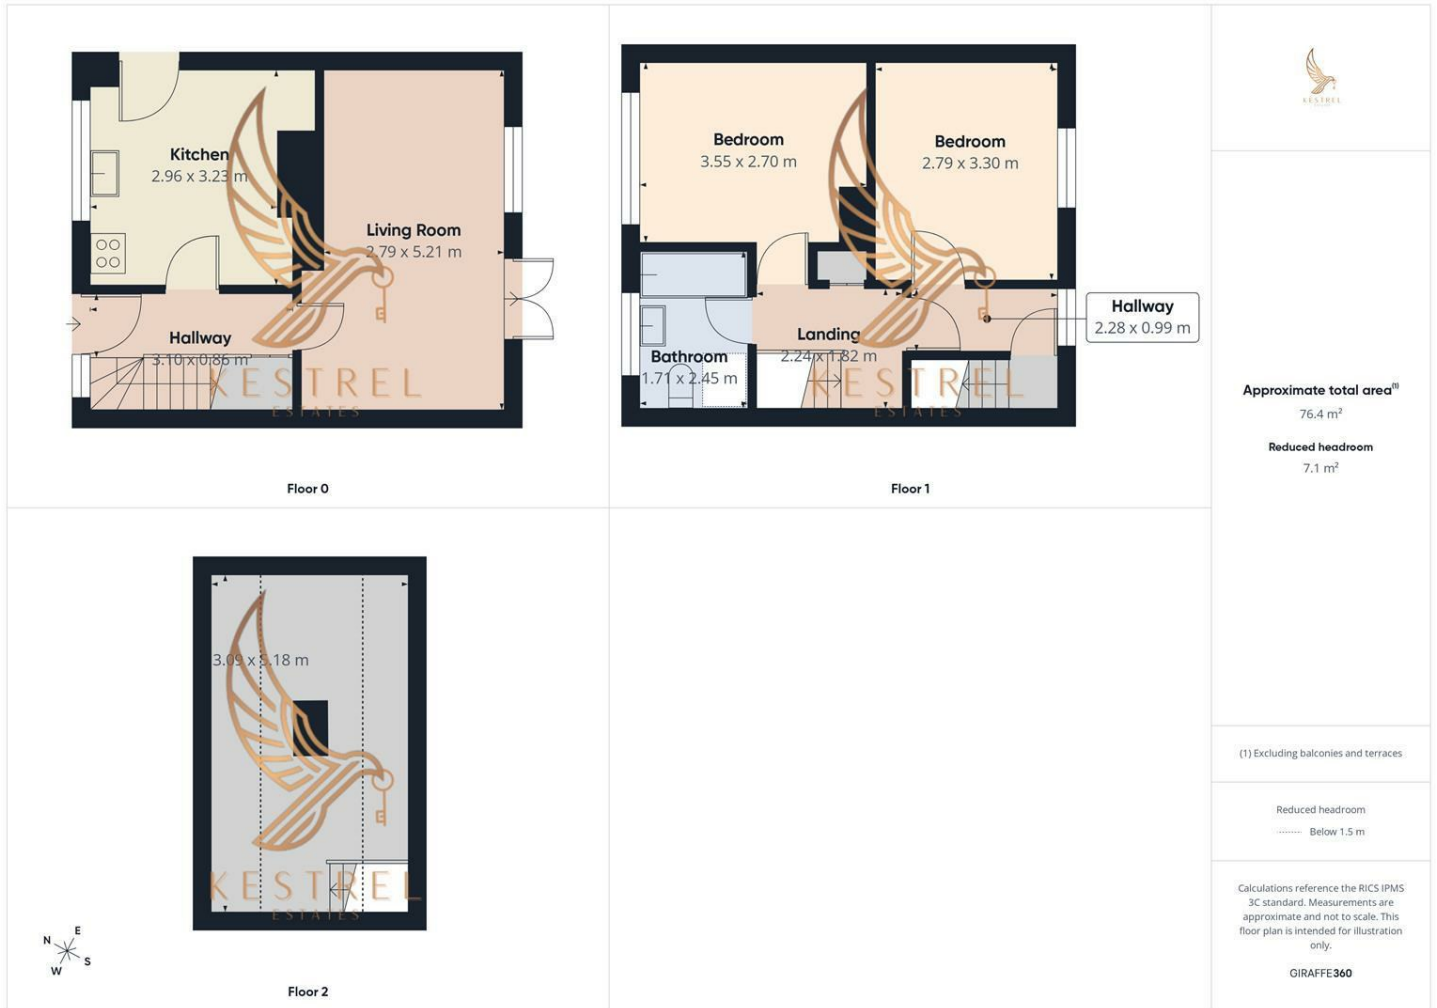 Kitchen
2.96 x 3.23 m
Living Room
2.79 x 5.21 m
Hallway
3.10 x 0.86 m
KESTREL
ESTATES
Floor 0
Bedroom
3.55 x 2.70 m
Bedroom
2.79 x 3.30 m
Hallway
2.28 x 0.99 m
Landing
2.24 x 1.82 m
Bathroom
1.71 x 2.45 m
KESTREL
ESTATES
Floor 1
3.09 x 5.18 m
KESTREL
ESTATES
N
E
S
W
Floor 2
KESTREL
Approximate total area(1)
76.4 m²
Reduced headroom
7.1 m²
(1) Excluding balconies and terraces
Reduced headroom
Below 1.5 m
Calculations reference the RICS IPMS
3C standard. Measurements are
approximate and not to scale. This
floor plan is intended for illustration
only.
GIRAFFE360